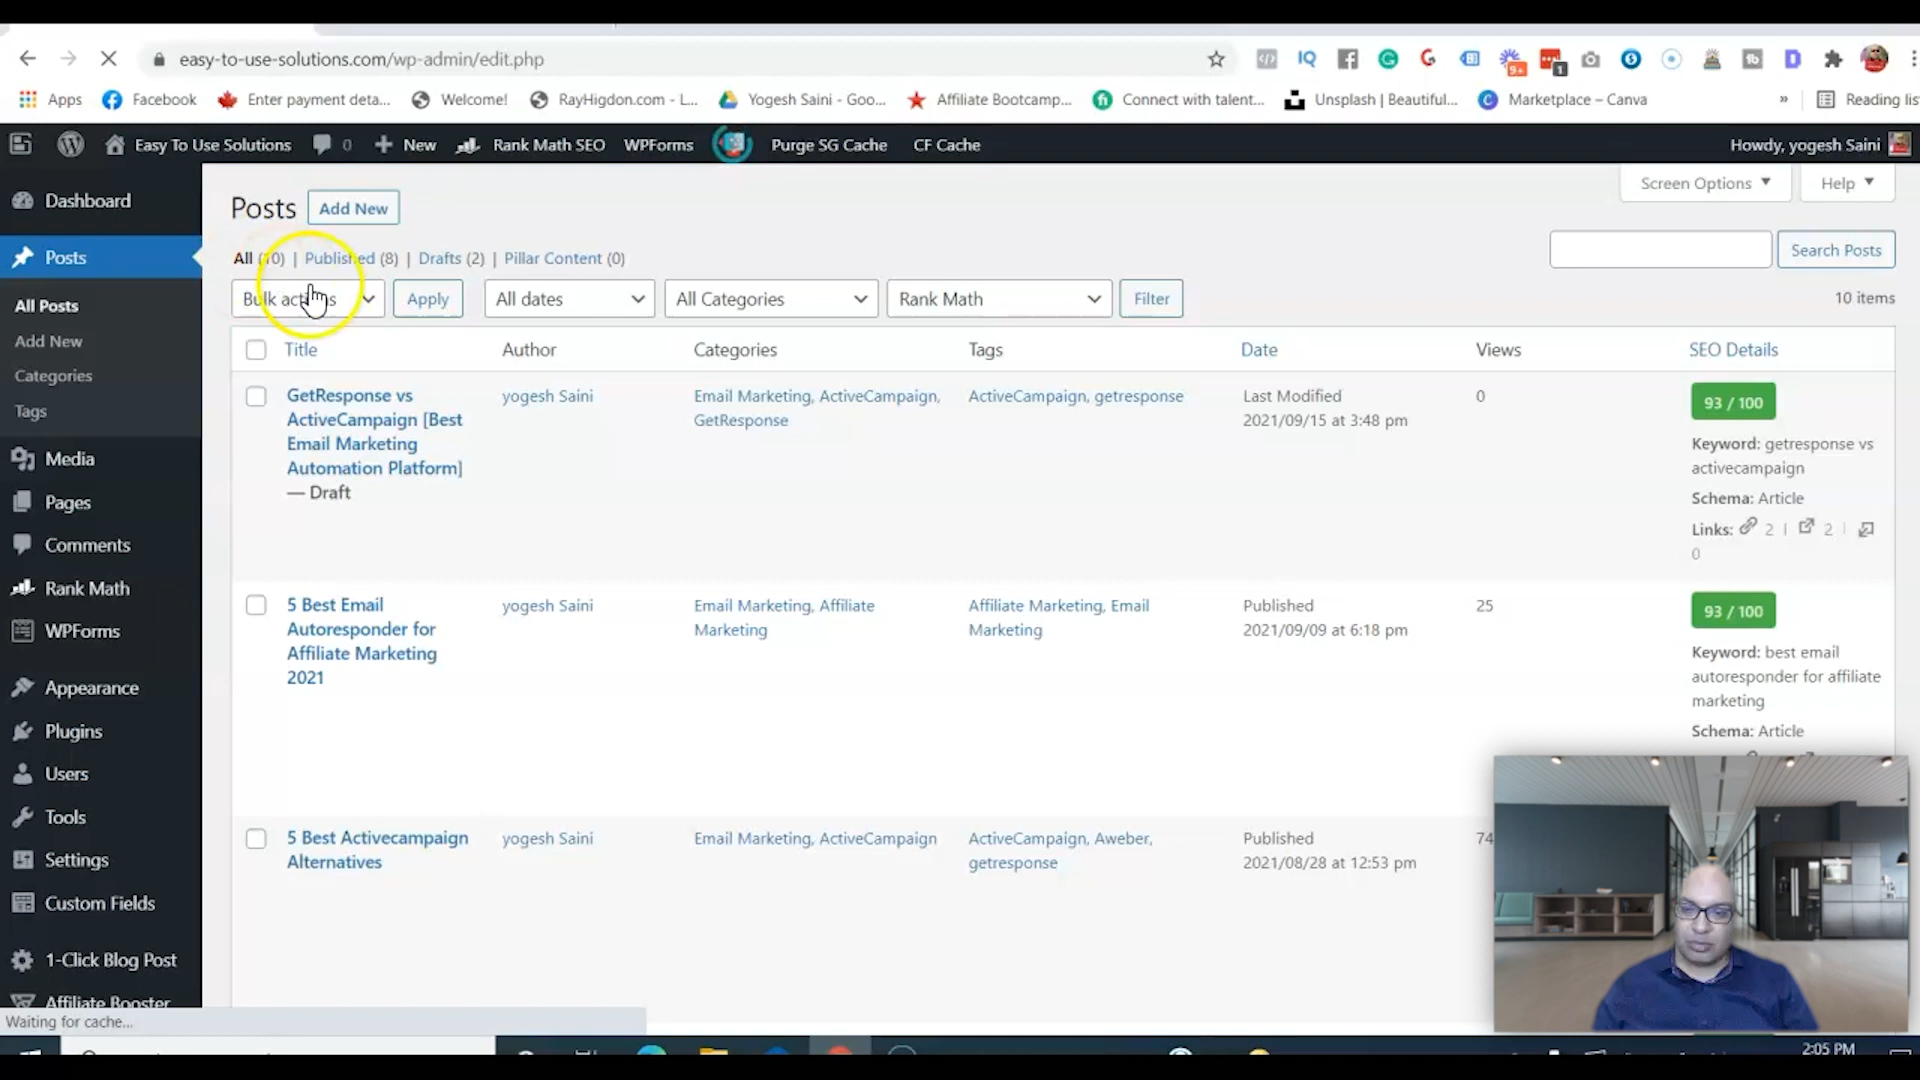 easy-to-use-solutions.com/wp-admin/edit.php
9+
1
Apps
Facebook
Enter payment deta...
Welcome!
RayHigdon.com - L...
Yogesh Saini - Goo...
Affiliate Bootcamp...
Connect with talent...
Unsplash | Beautiful...
Marketplace – Canva
»
Reading lis
Easy To Use Solutions
0
New
Rank Math SEO
WPForms
Purge SG Cache
CF Cache
Howdy, yogesh Saini
Dashboard
Posts
All Posts
Add New
Categories
Tags
Media
Pages
Comments
Rank Math
WPForms
Appearance
Plugins
Users
Tools
Settings
Custom Fields
1-Click Blog Post
Affiliate Booster
Posts
Add New
Screen Options
Help
All (10) | Published (8) | Drafts (2) | Pillar Content (0)
Search Posts
Bulk actions
Apply
All dates
All Categories
Rank Math
Filter
10 items
Title
Author
Categories
Tags
Date
Views
SEO Details
GetResponse vs
ActiveCampaign [Best
Email Marketing
Automation Platform]
— Draft
yogesh Saini
Email Marketing, ActiveCampaign,
GetResponse
ActiveCampaign, getresponse
Last Modified
2021/09/15 at 3:48 pm
0
93 / 100
Keyword: getresponse vs
activecampaign
Schema: Article
Links: 2 | 2 |
0
5 Best Email
Autoresponder for
Affiliate Marketing
2021
yogesh Saini
Email Marketing, Affiliate
Marketing
Affiliate Marketing, Email
Marketing
Published
2021/09/09 at 6:18 pm
25
93 / 100
Keyword: best email
autoresponder for affiliate
marketing
Schema: Article
5 Best Activecampaign
Alternatives
yogesh Saini
Email Marketing, ActiveCampaign
ActiveCampaign, Aweber,
getresponse
Published
2021/08/28 at 12:53 pm
74
Waiting for cache...
2:05 PM